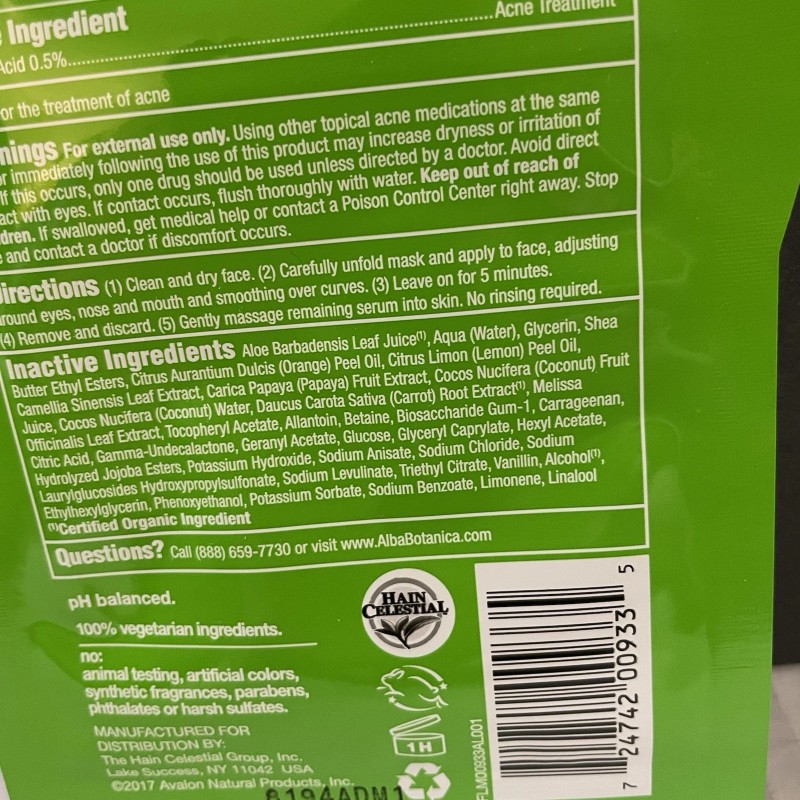 Ingredient
Acid 0.5%........Acne Treatment
or the treatment of acne
nings For external use only. Using other topical acne medications at the same
r immediately following the use of this product may increase dryness or irritation of
If this occurs, only one drug should be used unless directed by a doctor. Avoid direct
act with eyes. If contact occurs, flush thoroughly with water. Keep out of reach of
dren. If swallowed, get medical help or contact a Poison Control Center right away. Stop
e and contact a doctor if discomfort occurs.
irections (1) Clean and dry face. (2) Carefully unfold mask and apply to face, adjusting
round eyes, nose and mouth and smoothing over curves. (3) Leave on for 5 minutes.
(4) Remove and discard. (5) Gently massage remaining serum into skin. No rinsing required.
Inactive Ingredients Aloe Barbadensis Leaf Juice(1), Aqua (Water), Glycerin, Shea
Butter Ethyl Esters, Citrus Aurantium Dulcis (Orange) Peel Oil, Citrus Limon (Lemon) Peel Oil,
Camellia Sinensis Leaf Extract, Carica Papaya (Papaya) Fruit Extract, Cocos Nucifera (Coconut) Fruit
Juice, Cocos Nucifera (Coconut) Water, Daucus Carota Sativa (Carrot) Root Extract(1), Melissa
Officinalis Leaf Extract, Tocopheryl Acetate, Allantoin, Betaine, Biosaccharide Gum-1, Carrageenan,
Citric Acid, Gamma-Undecalactone, Geranyl Acetate, Glucose, Glyceryl Caprylate, Hexyl Acetate,
Hydrolyzed Jojoba Esters, Potassium Hydroxide, Sodium Anisate, Sodium Chloride, Sodium
Laurylglucosides Hydroxypropylsulfonate, Sodium Levulinate, Triethyl Citrate, Vanillin, Alcohol(1),
Ethylhexylglycerin, Phenoxyethanol, Potassium Sorbate, Sodium Benzoate, Limonene, Linalool
(1)Certified Organic Ingredient
Questions? Call (888) 659-7730 or visit www.AlbaBotanica.com
pH balanced.
100% vegetarian ingredients.
no:
animal testing, artificial colors,
synthetic fragrances, parabens,
phthalates or harsh sulfates.
MANUFACTURED FOR
DISTRIBUTION BY:
The Hain Celestial Group, Inc.
Lake Success, NY 11042 USA
©2017 Avalon Natural Products, Inc.
8194ADM1
HAIN
CELESTIAL
1H
FLM00933AL001
7 24742 00933 5